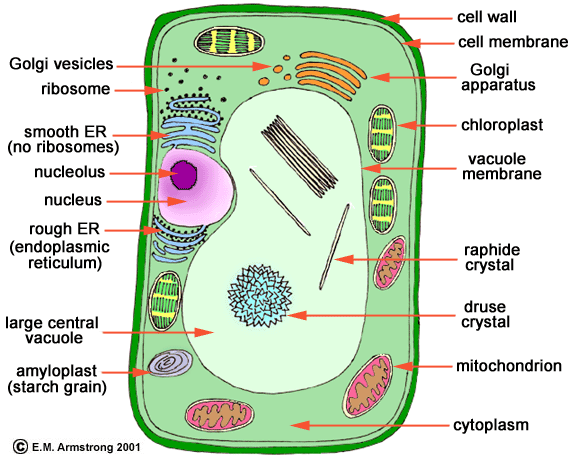 cell wall
cell membrane
Golgi vesicles
Golgi
apparatus
ribosome
chloroplast
smooth ER
(no ribosomes)
vacuole
membrane
nucleolus
nucleus
rough ER
(endoplasmic
reticulum)
raphide
crystal
druse
crystal
large central
vacuole
mitochondrion
amyloplast
(starch grain)
cytoplasm
© E.M. Armstrong 2001